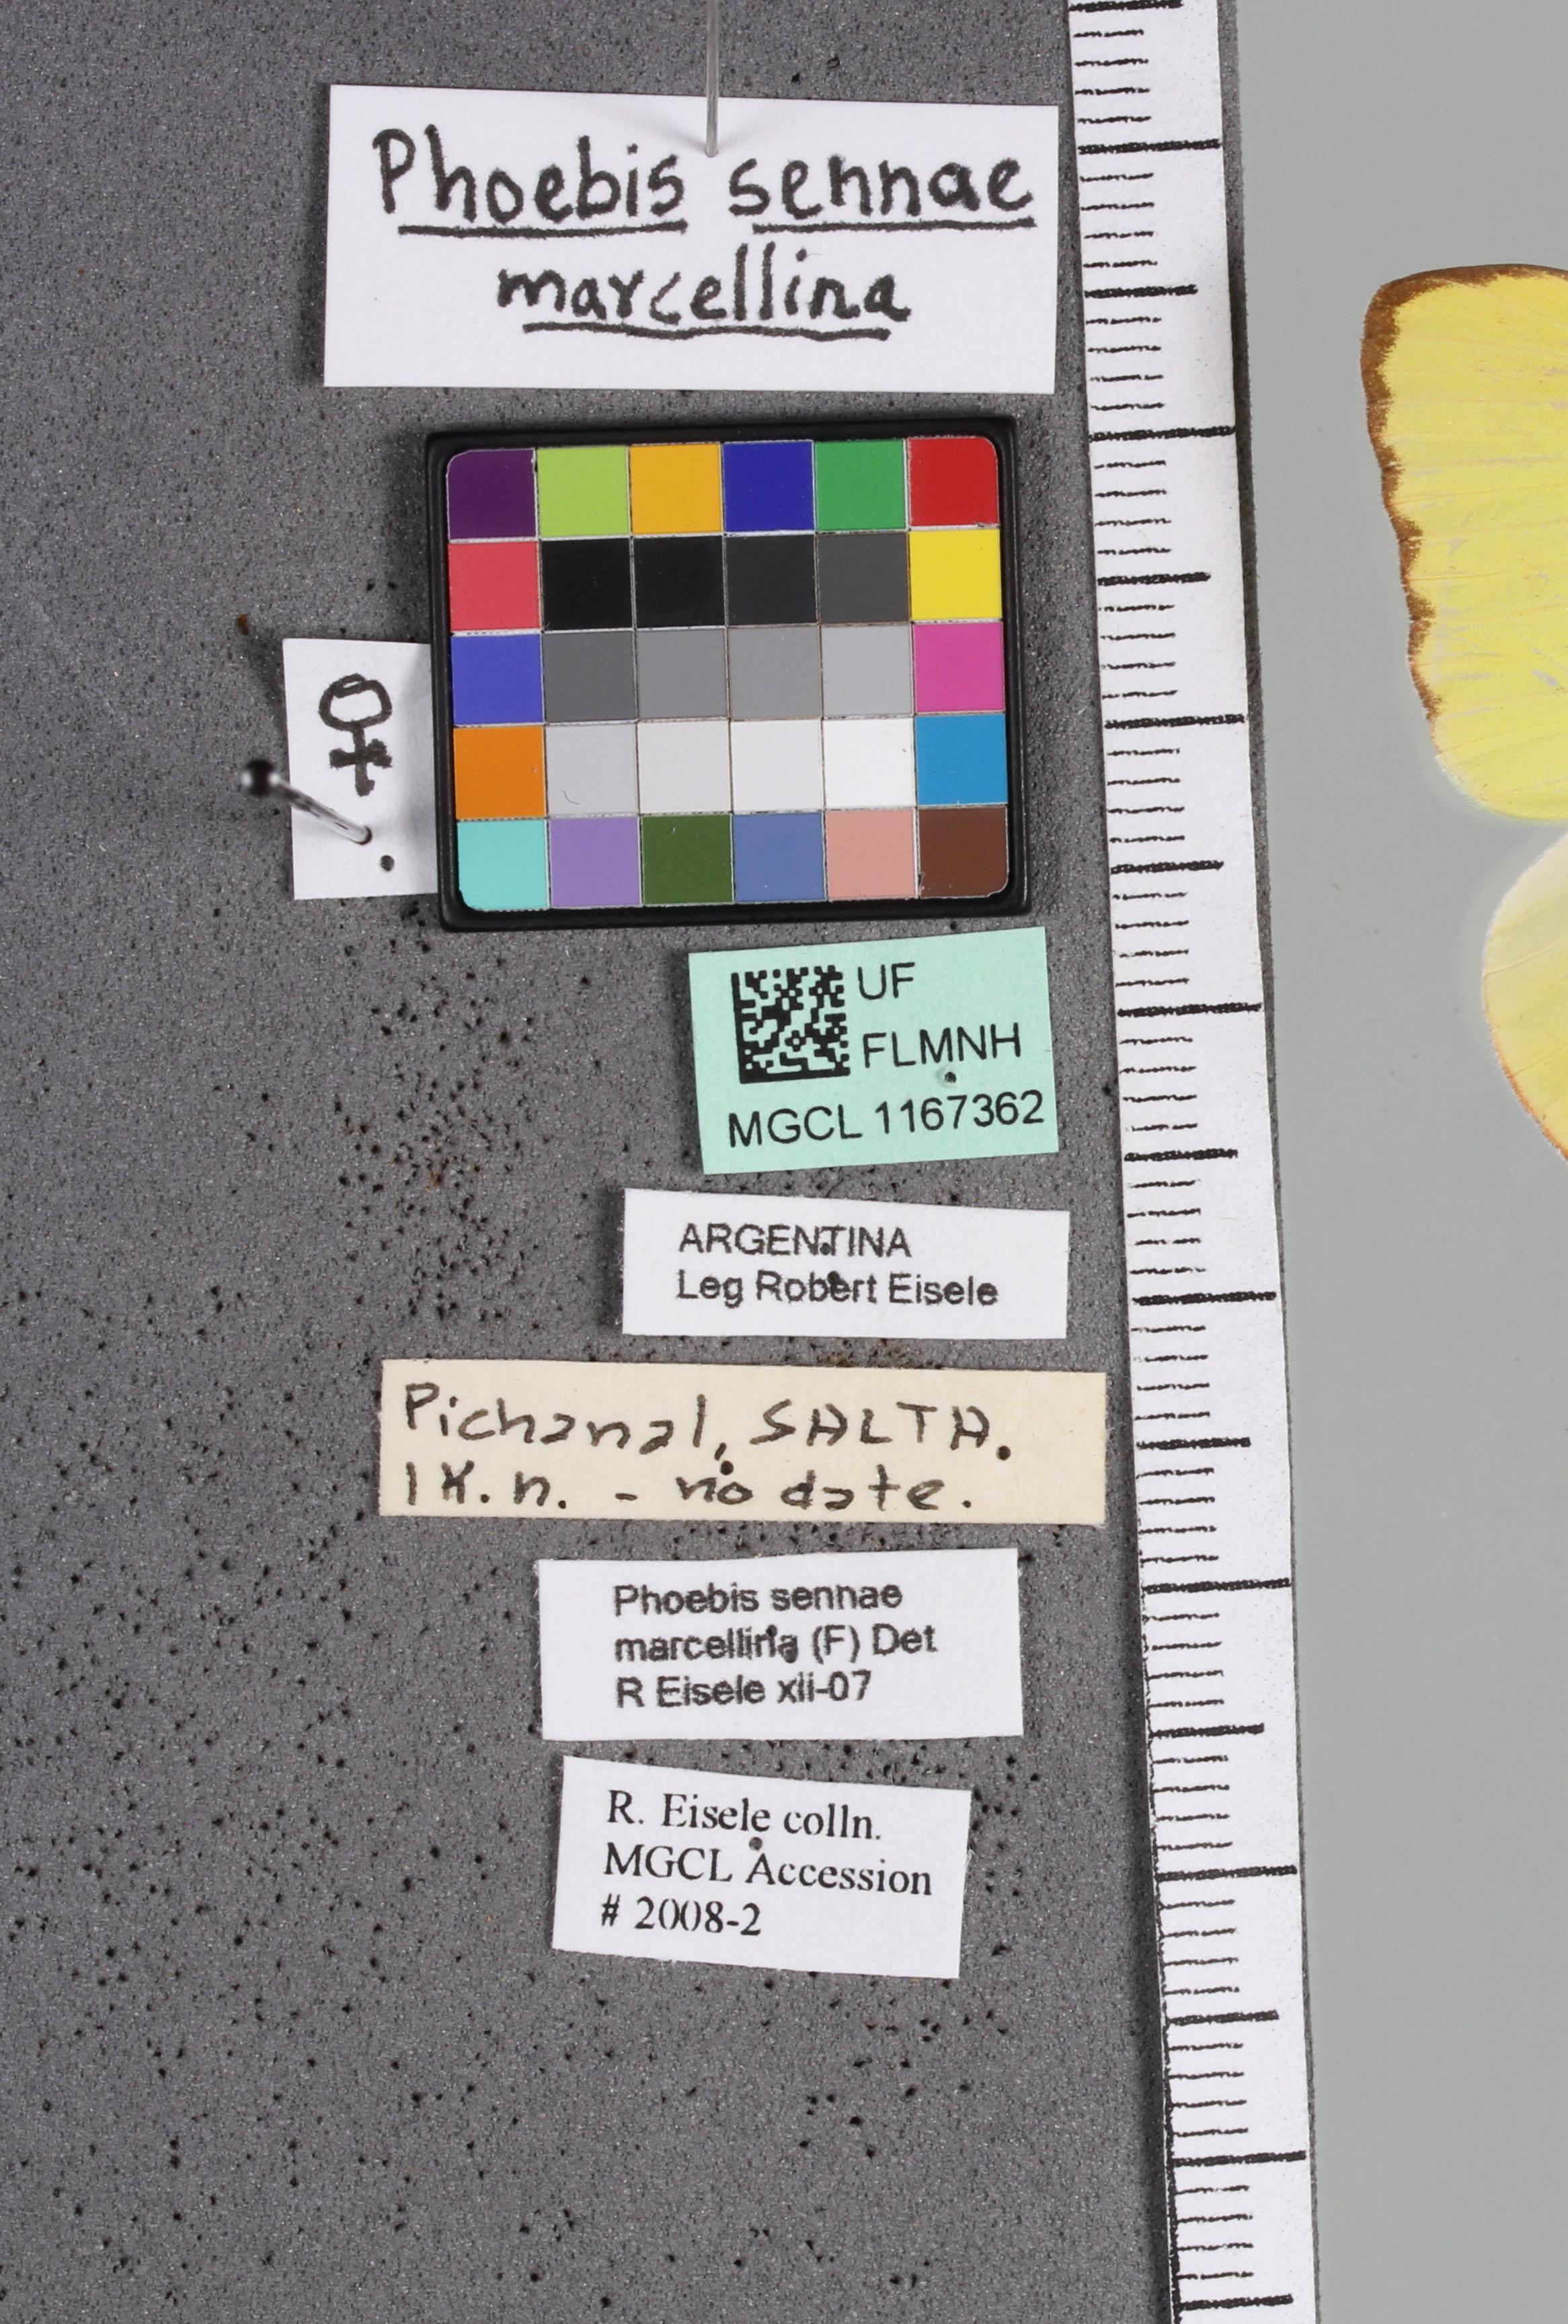 Phoebis sennae
marcellina
♀
UF
FLMNH
MGCL 1167362
ARGENTINA
Leg Robert Eisele
Pichanal, SALTA.
1 K. n. - no date.
Phoebis sennae
marcellina (F) Det
R Eisele xii-07
R. Eisele colln.
MGCL Accession
# 2008-2